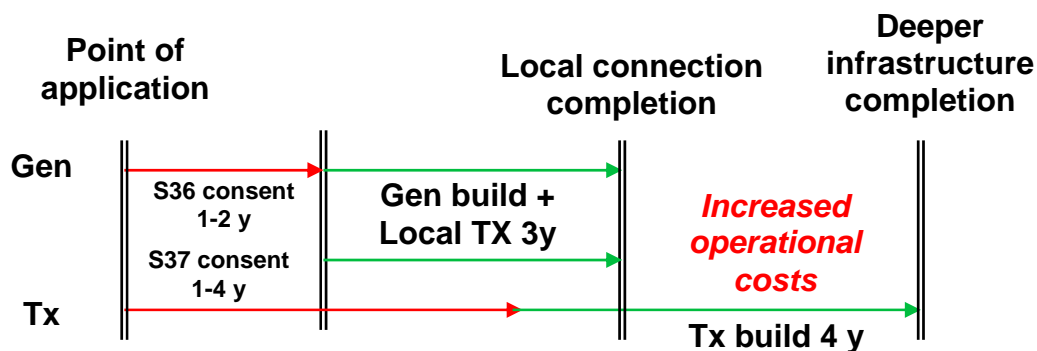 Point of
application
Local connection
completion
Deeper
infrastructure
completion
Gen
S36 consent
1-2 y
Gen build +
Local TX 3y
Increased
operational
costs
S37 consent
1-4 y
Tx
Tx build 4 y